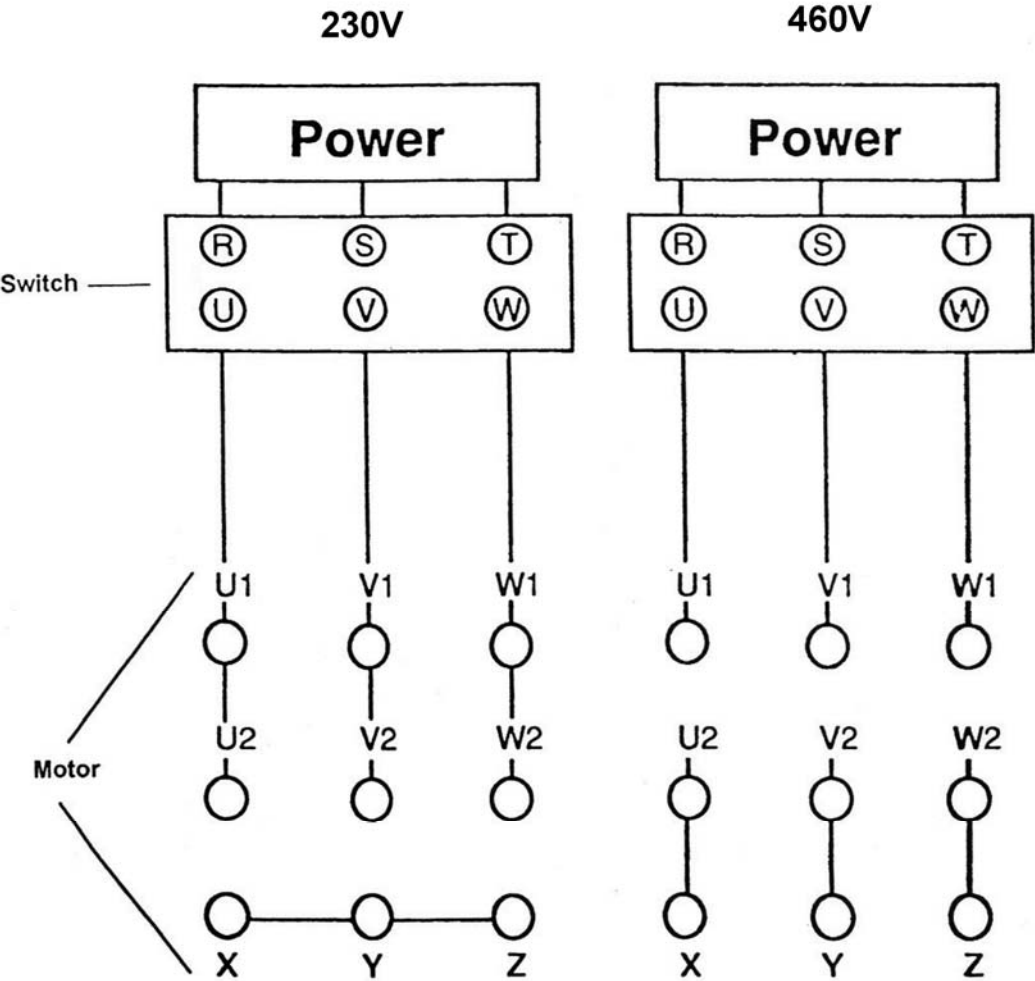 230V 460V
Power Power
R S T R S T
Switch
U V W U V W
U1 V1 W1 U1 V1 W1
U2 V2 W2 U2 V2 W2
Motor
X Y Z X Y Z